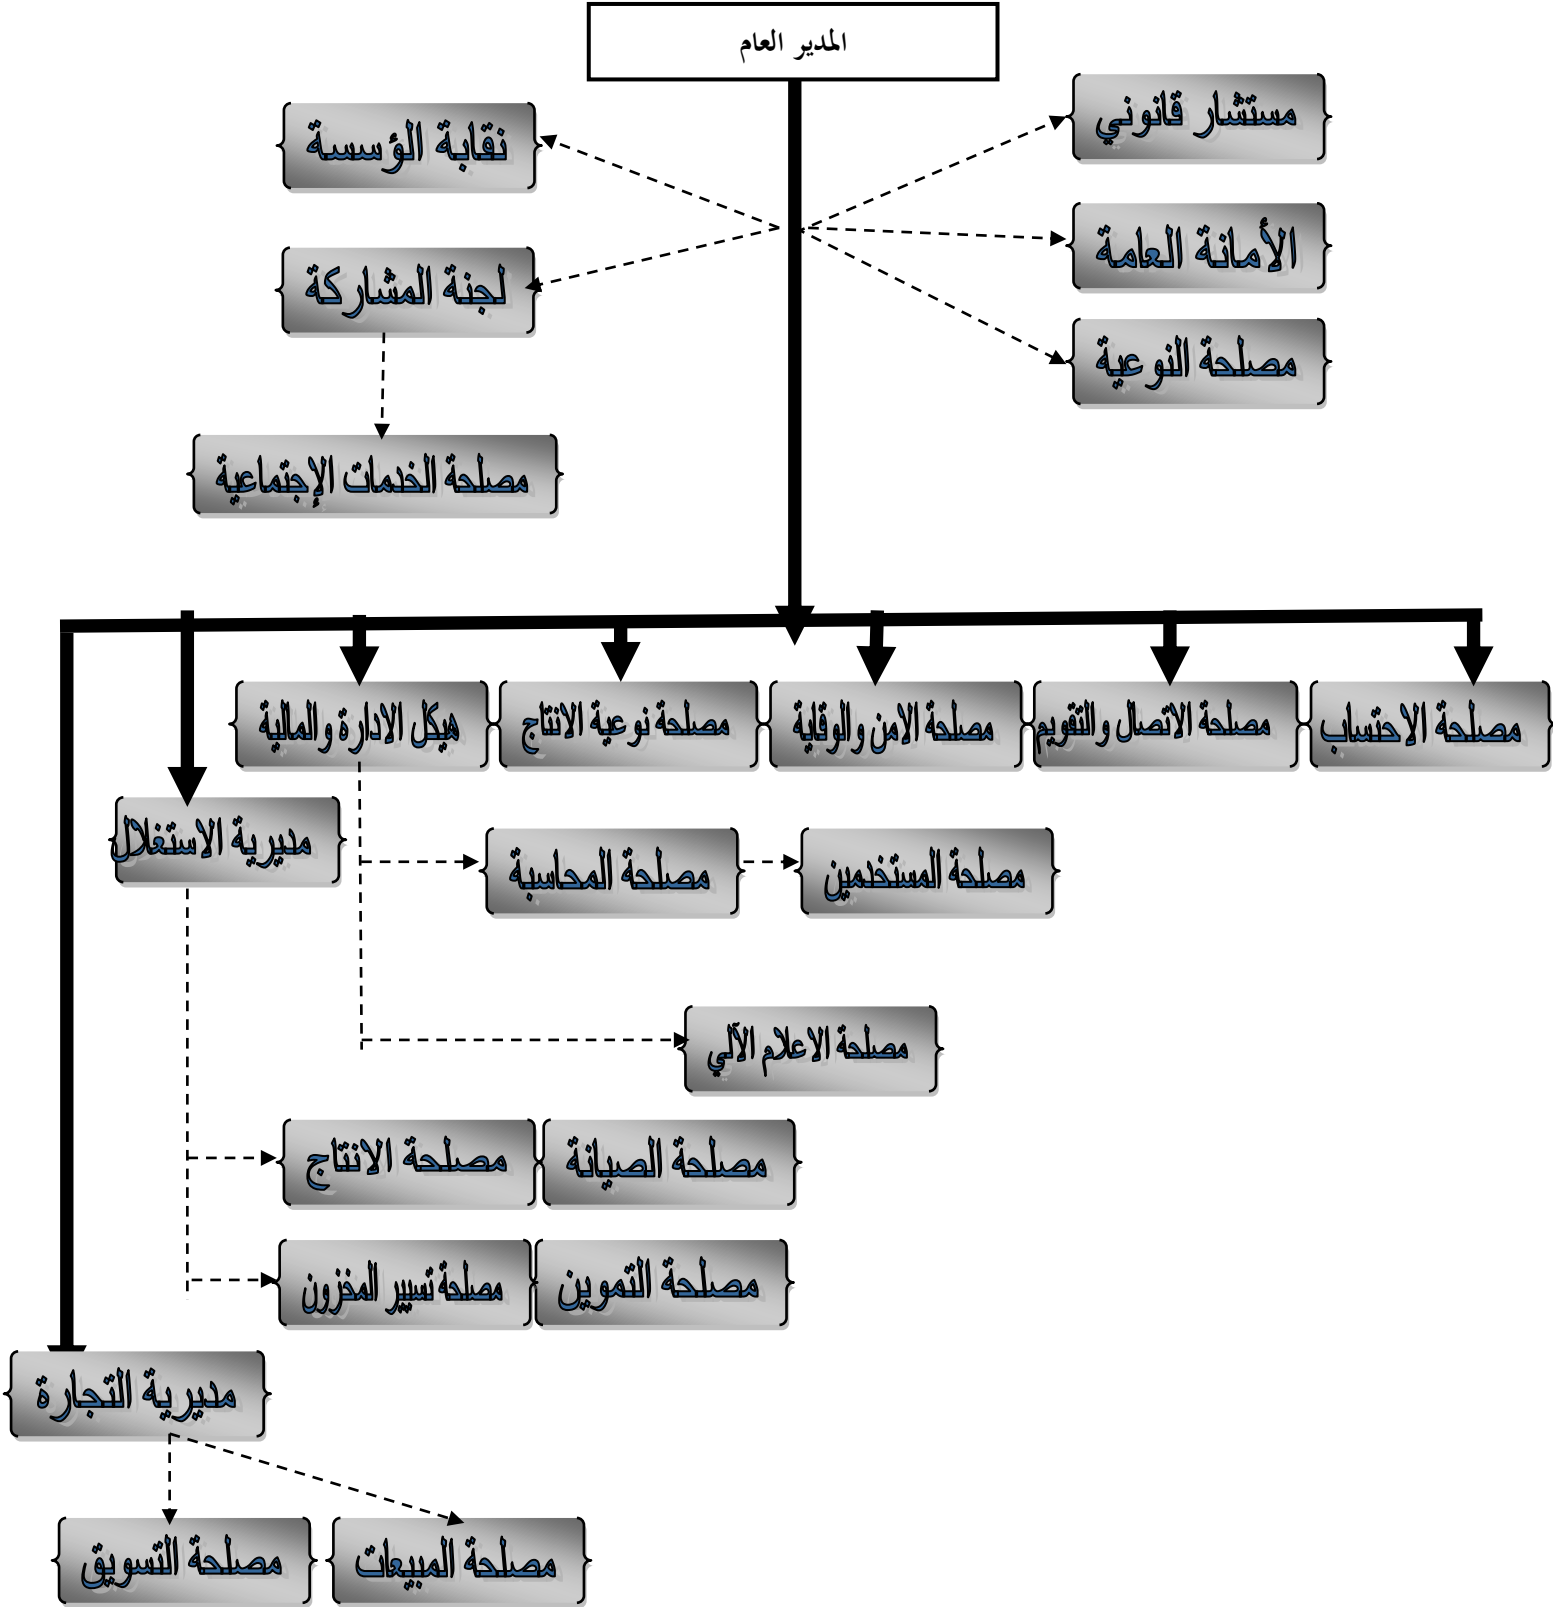 المدير العام
مستشار قانوني
نقابة الؤسسة
الأمانة العامة
لجنة المشاركة
مصلحة النوعية
مصلحة الخدمات الإجتماعية
مصلحة الاحتساب
مصلحة الاتصال والتقويم
مصلحة الامن والوقاية
مصلحة نوعية الانتاج
هيكل الادارة والمالية
مديرية الاستغلال
مصلحة المحاسبة
مصلحة المستخدمين
مصلحة الاعلام الآلي
مصلحة الصيانة
مصلحة الانتاج
مصلحة التموين
مصلحة تسيير المخزون
مديرية التجارة
مصلحة المبيعات
مصلحة التسويق